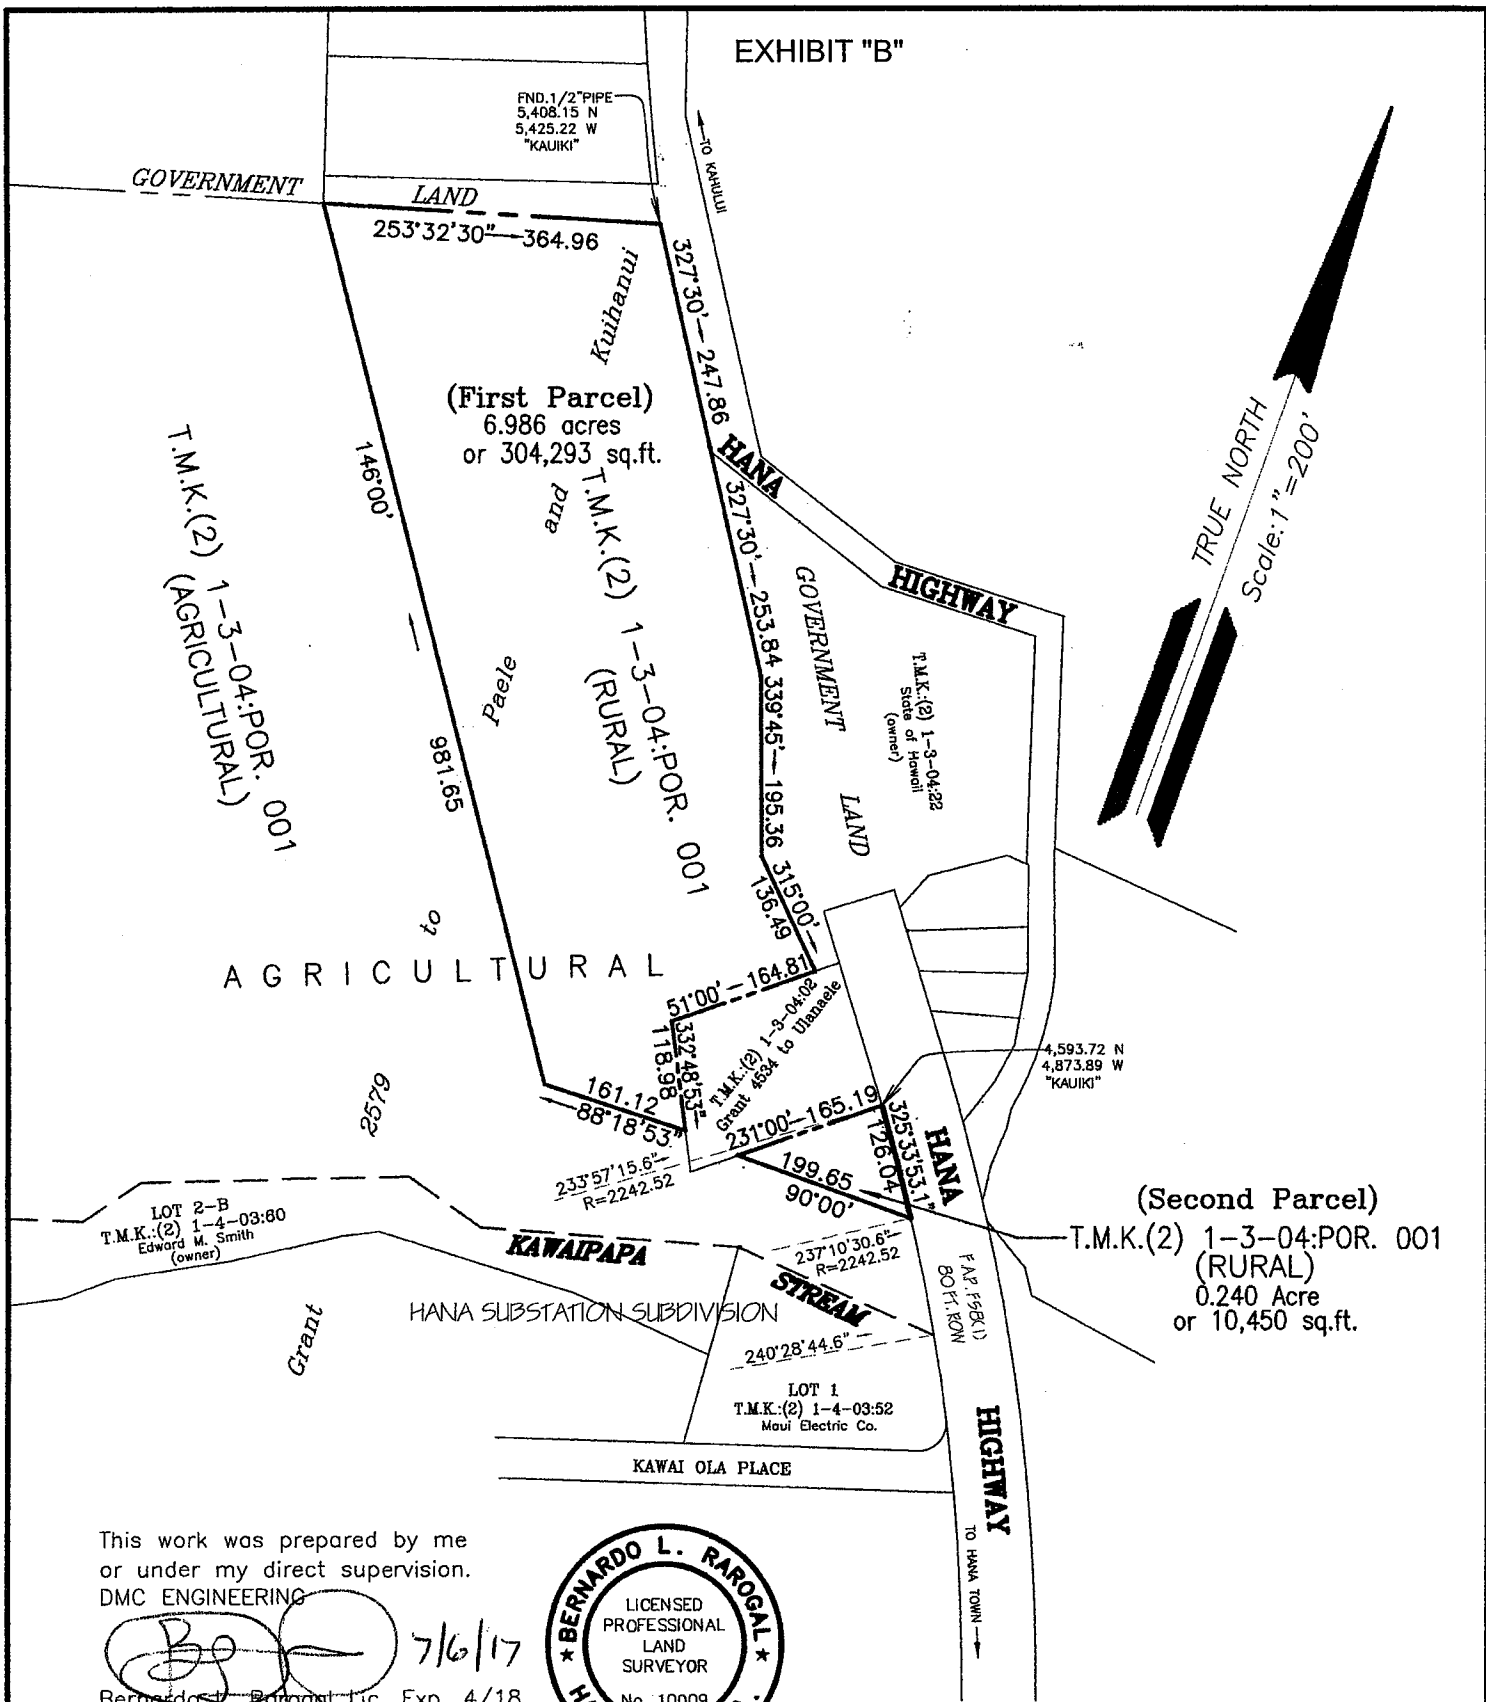 EXHIBIT "B"
FND.1/2"PIPE
5,408.15 N
5,425.22 W
"KAUIKI"
TO KAHULUI
GOVERNMENT LAND
253°32'30"—364.96
327°30'— 247.86
Kuihanui
(First Parcel)
6.986 acres
or 304,293 sq.ft.
and
HANA
HIGHWAY
TRUE NORTH
Scale: 1"=200'
T.M.K.(2) 1-3-04:POR. 001
(AGRICULTURAL)
146°00'
981.65
T.M.K.(2) 1-3-04:POR. 001
(RURAL)
Paele
327°30'—253.84
339°45'— 195.36
315°00'
136.49
GOVERNMENT
LAND
T.M.K.:(2) 1-3-04:22
State of Hawaii
(owner)
to
AGRICULTURAL
51°00'—164.81
332°48'53"
118.98
T.M.K.:(2) 1-3-04:02
Grant 4534 to Ulanaele
4,593.72 N
4,873.89 W
"KAUIKI"
161.12
88°18'53"
2579
231°00'—165.19
325°33'53.1"
126.04
HANA
199.65
90°00'
233°57'15.6"
R=2242.52
(Second Parcel)
T.M.K.(2) 1-3-04:POR. 001
(RURAL)
0.240 Acre
or 10,450 sq.ft.
LOT 2-B
T.M.K.:(2) 1-4-03:60
Edward M. Smith
(owner)
KAWAIPAPA
STREAM
237°10'30.6"
R=2242.52
F.A.P. F58(1)
80 FT. ROW
HANA SUBSTATION SUBDIVISION
Grant
240°28'44.6"
LOT 1
T.M.K.:(2) 1-4-03:52
Maui Electric Co.
HIGHWAY
KAWAI OLA PLACE
TO HANA TOWN
This work was prepared by me
or under my direct supervision.
DMC ENGINEERING
7/6/17
Lic. Exp. 4/18
★ BERNARDO L. RAROGAL ★
LICENSED
PROFESSIONAL
LAND
SURVEYOR
No. 10009